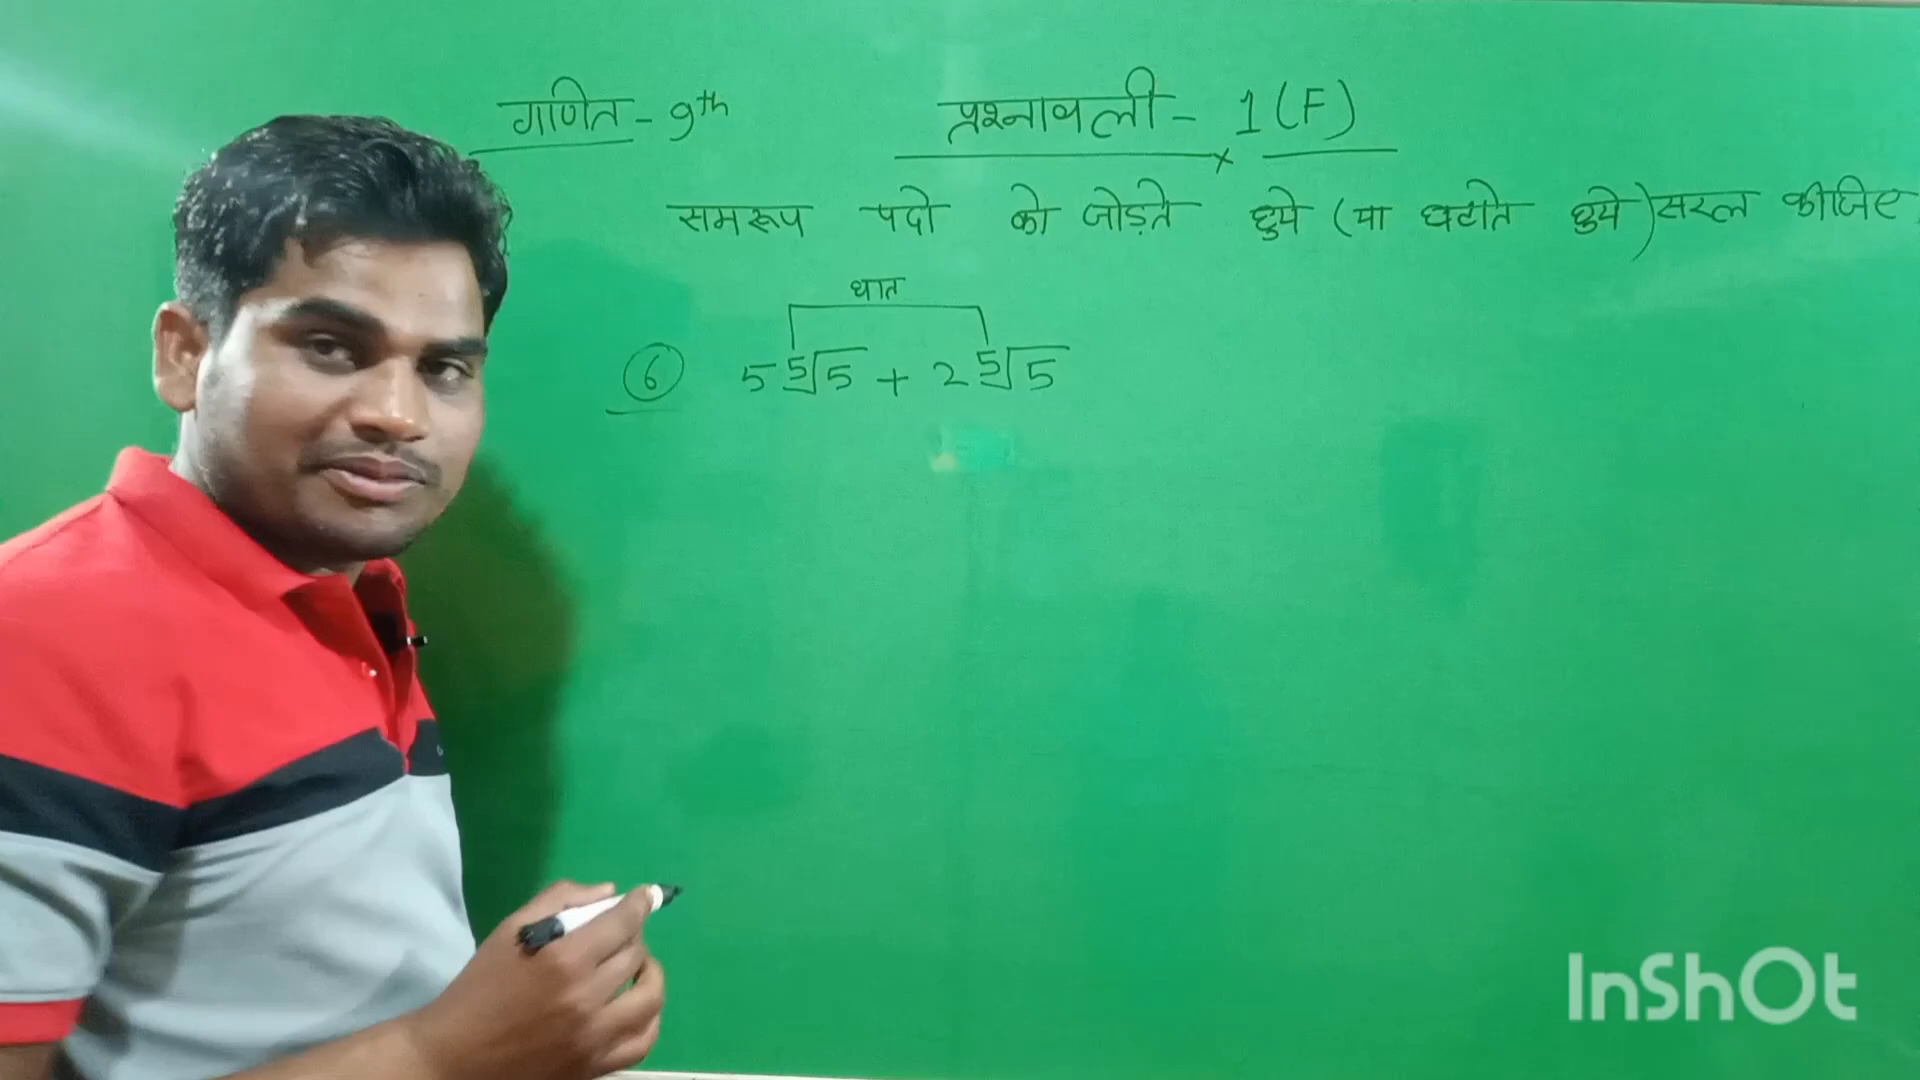 गणित - 9th प्रश्नावली - 1 (F)
समरूप पदो को जोड़ते हुये (या घटाते हुये) सरल कीजिए
घात
6 5 ⁵√5 + 2 ⁵√5
InShOt